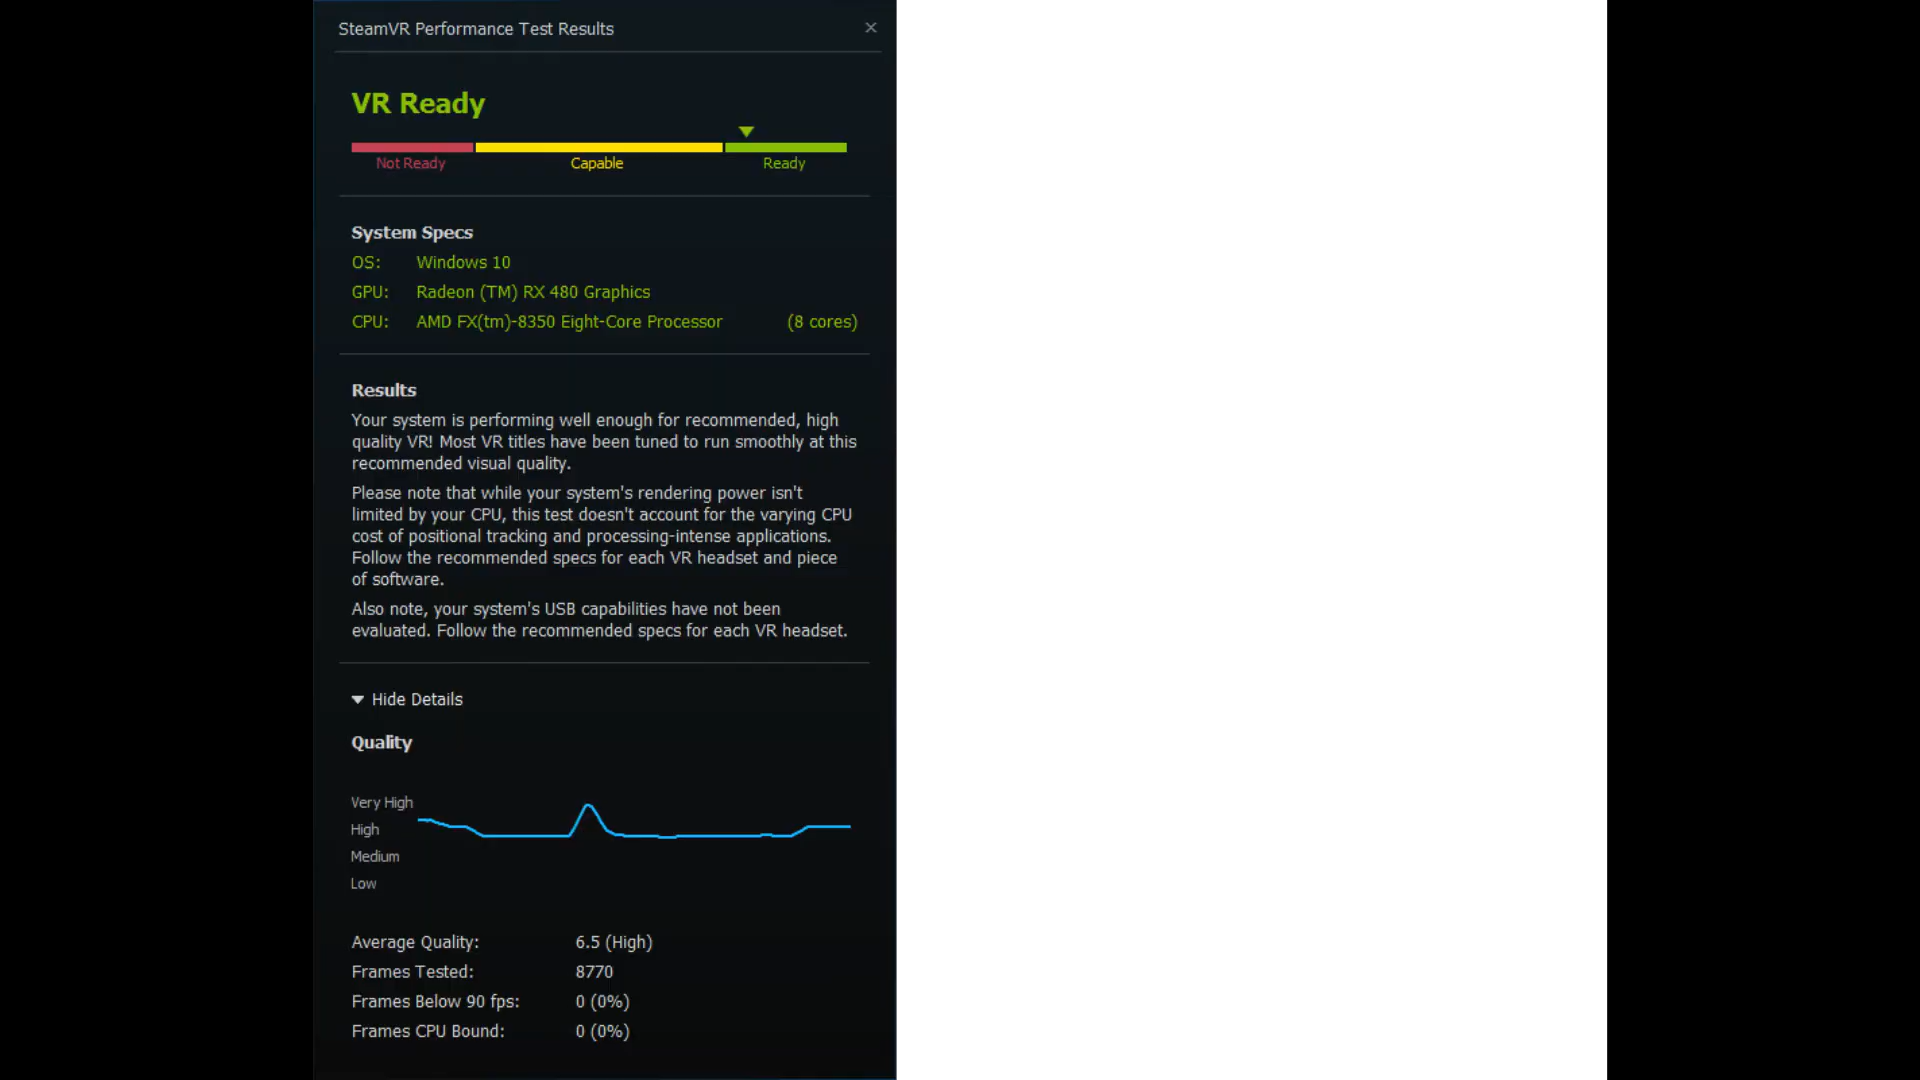 SteamVR Performance Test Results
VR Ready
Not Ready Capable Ready
System Specs
OS: Windows 10
GPU: Radeon (TM) RX 480 Graphics
CPU: AMD FX(tm)-8350 Eight-Core Processor (8 cores)
Results
Your system is performing well enough for recommended, high
quality VR! Most VR titles have been tuned to run smoothly at this
recommended visual quality.
Please note that while your system's rendering power isn't
limited by your CPU, this test doesn't account for the varying CPU
cost of positional tracking and processing-intense applications.
Follow the recommended specs for each VR headset and piece
of software.
Also note, your system's USB capabilities have not been
evaluated. Follow the recommended specs for each VR headset.
Hide Details
Quality
Very High
High
Medium
Low
Average Quality: 6.5 (High)
Frames Tested: 8770
Frames Below 90 fps: 0 (0%)
Frames CPU Bound: 0 (0%)